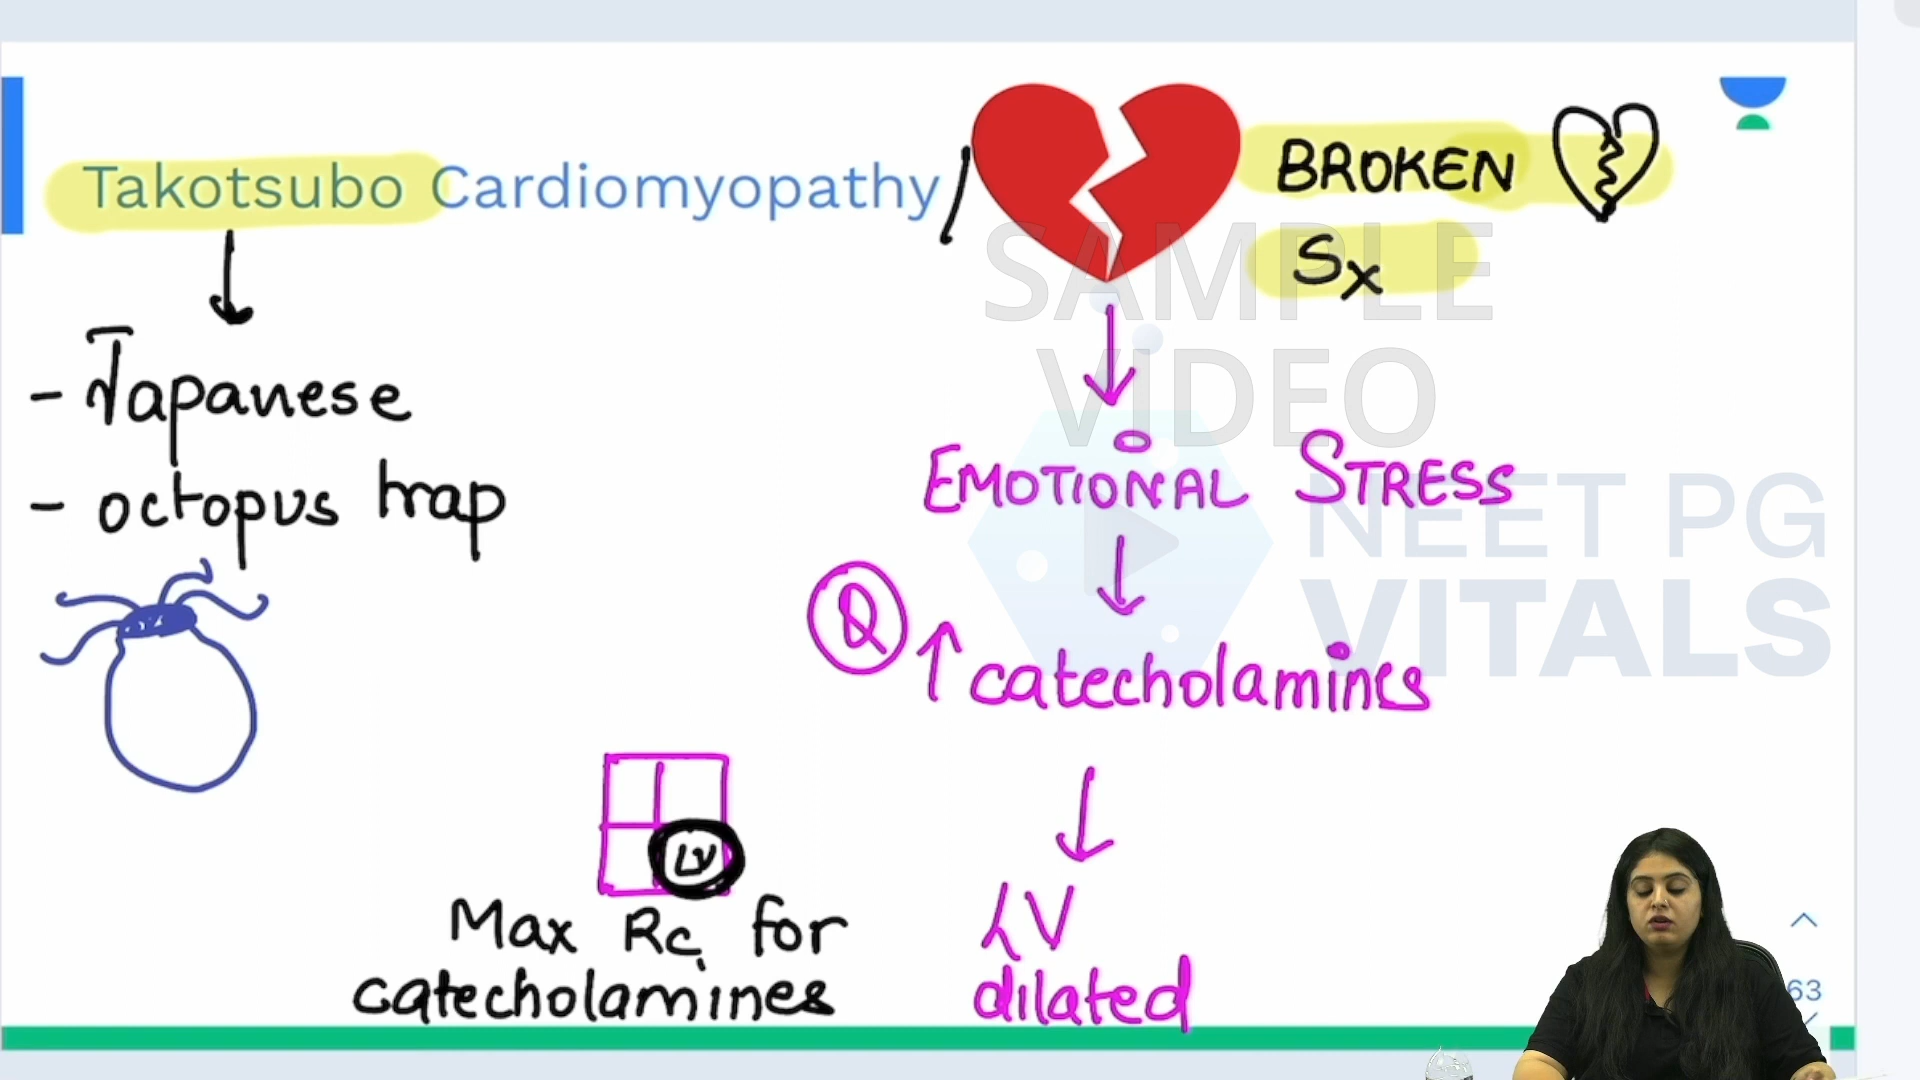 Takotsubo Cardiomyopathy /
BROKEN
Sx
SAMPLE
VIDEO
- Japanese
- octopus trap
EMOTIONAL STRESS
NEET PG
VITALS
Q
↑ catecholamines
LV
Max Rc for
catecholamines
LV
dilated
63